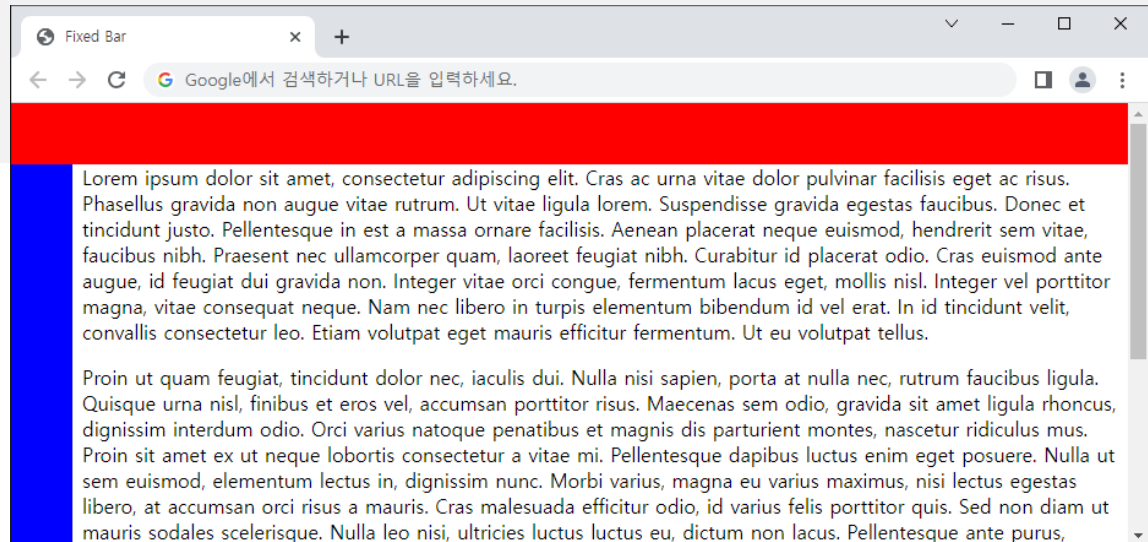 Fixed Bar
Google에서 검색하거나 URL을 입력하세요.
Lorem ipsum dolor sit amet, consectetur adipiscing elit. Cras ac urna vitae dolor pulvinar facilisis eget ac risus.
Phasellus gravida non augue vitae rutrum. Ut vitae ligula lorem. Suspendisse gravida egestas faucibus. Donec et
tincidunt justo. Pellentesque in est a massa ornare facilisis. Aenean placerat neque euismod, hendrerit sem vitae,
faucibus nibh. Praesent nec ullamcorper quam, laoreet feugiat nibh. Curabitur id placerat odio. Cras euismod ante
augue, id feugiat dui gravida non. Integer vitae orci congue, fermentum lacus eget, mollis nisl. Integer vel porttitor
magna, vitae consequat neque. Nam nec libero in turpis elementum bibendum id vel erat. In id tincidunt velit,
convallis consectetur leo. Etiam volutpat eget mauris efficitur fermentum. Ut eu volutpat tellus.
Proin ut quam feugiat, tincidunt dolor nec, iaculis dui. Nulla nisi sapien, porta at nulla nec, rutrum faucibus ligula.
Quisque urna nisl, finibus et eros vel, accumsan porttitor risus. Maecenas sem odio, gravida sit amet ligula rhoncus,
dignissim interdum odio. Orci varius natoque penatibus et magnis dis parturient montes, nascetur ridiculus mus.
Proin sit amet ex ut neque lobortis consectetur a vitae mi. Pellentesque dapibus luctus enim eget posuere. Nulla ut
sem euismod, elementum lectus in, dignissim nunc. Morbi varius, magna eu varius maximus, nisi lectus egestas
libero, at accumsan orci risus a mauris. Cras malesuada efficitur odio, id varius felis porttitor quis. Sed non diam ut
mauris sodales scelerisque. Nulla leo nisi, ultricies luctus luctus eu, dictum non lacus. Pellentesque ante purus,